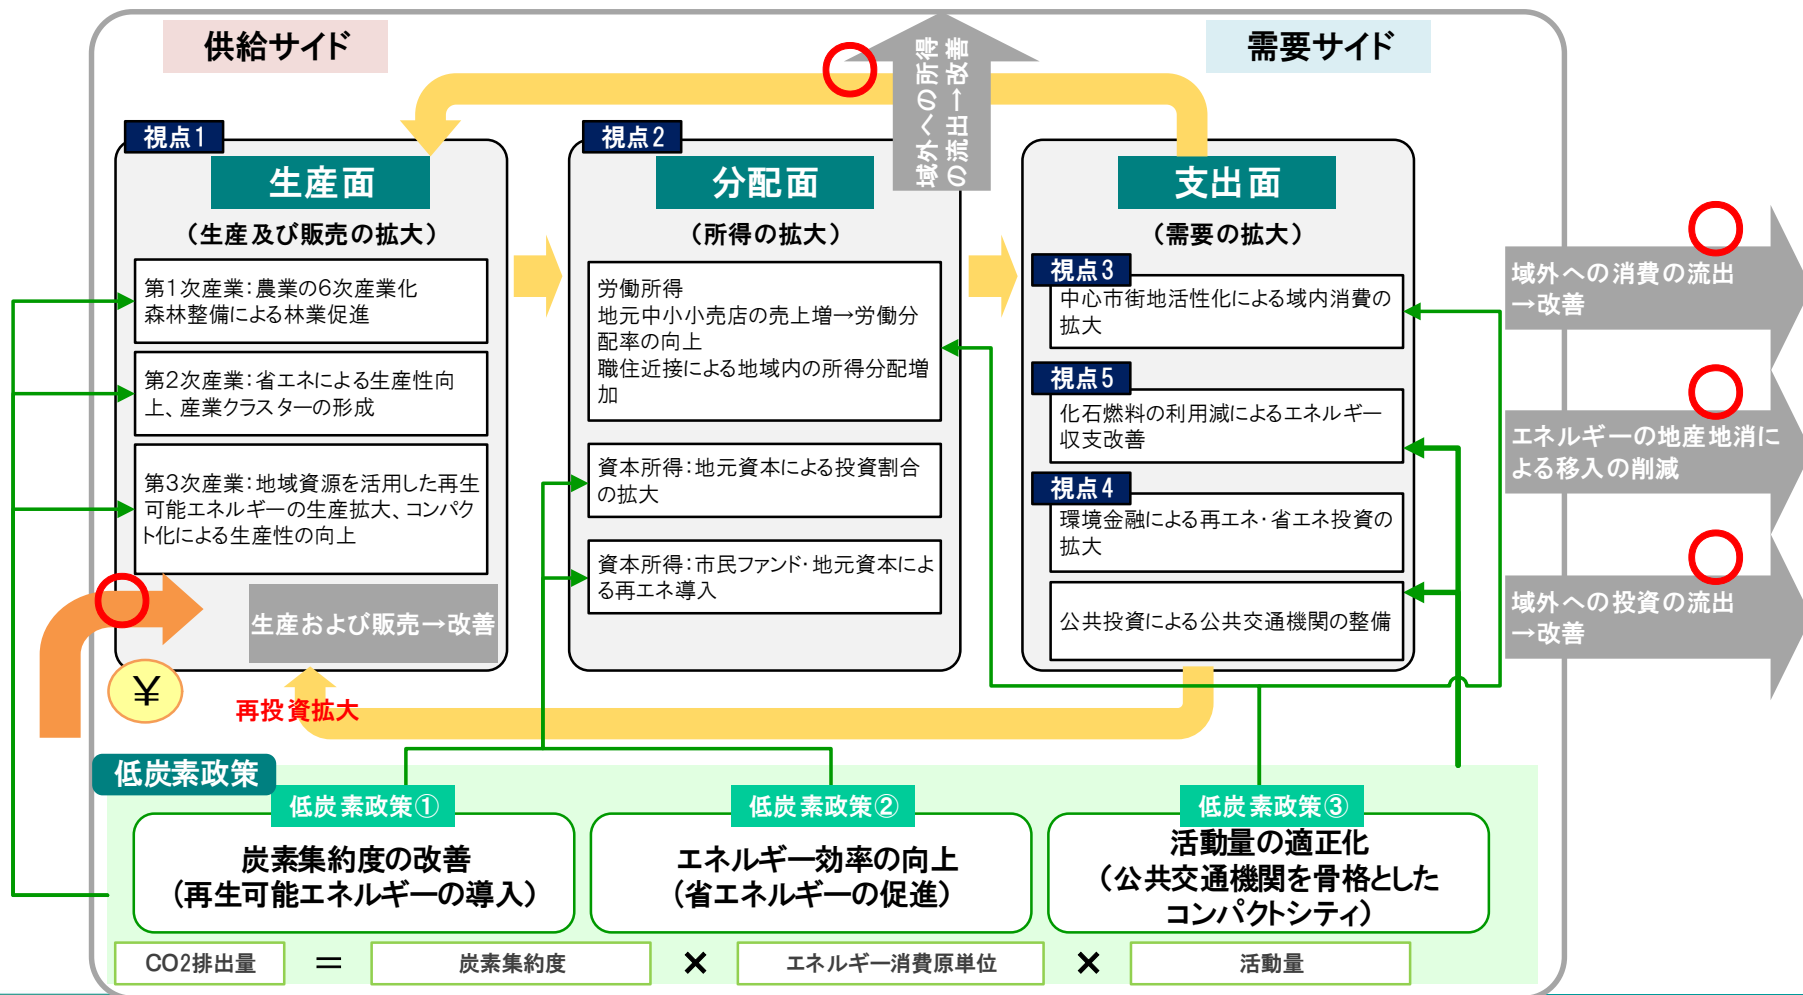 供給サイド
需要サイド
域外への所得
の流出→改善
視点1
生産面
(生産及び販売の拡大)
第1次産業:農業の6次産業化
森林整備による林業促進
第2次産業:省エネによる生産性向
上、産業クラスターの形成
第3次産業:地域資源を活用した再生
可能エネルギーの生産拡大、コンパク
ト化による生産性の向上
生産および販売→改善
¥
再投資拡大
視点2
分配面
(所得の拡大)
労働所得
地元中小小売店の売上増→労働分
配率の向上
職住近接による地域内の所得分配増
加
資本所得:地元資本による投資割合
の拡大
資本所得:市民ファンド・地元資本によ
る再エネ導入
支出面
(需要の拡大)
視点3
中心市街地活性化による域内消費の
拡大
視点5
化石燃料の利用減によるエネルギー
収支改善
視点4
環境金融による再エネ・省エネ投資の
拡大
公共投資による公共交通機関の整備
域外への消費の流出
→改善
エネルギーの地産地消に
よる移入の削減
域外への投資の流出
→改善
低炭素政策
低炭素政策①
炭素集約度の改善
(再生可能エネルギーの導入)
低炭素政策②
エネルギー効率の向上
(省エネルギーの促進)
低炭素政策③
活動量の適正化
(公共交通機関を骨格とした
コンパクトシティ)
CO2排出量 = 炭素集約度 × エネルギー消費原単位 × 活動量